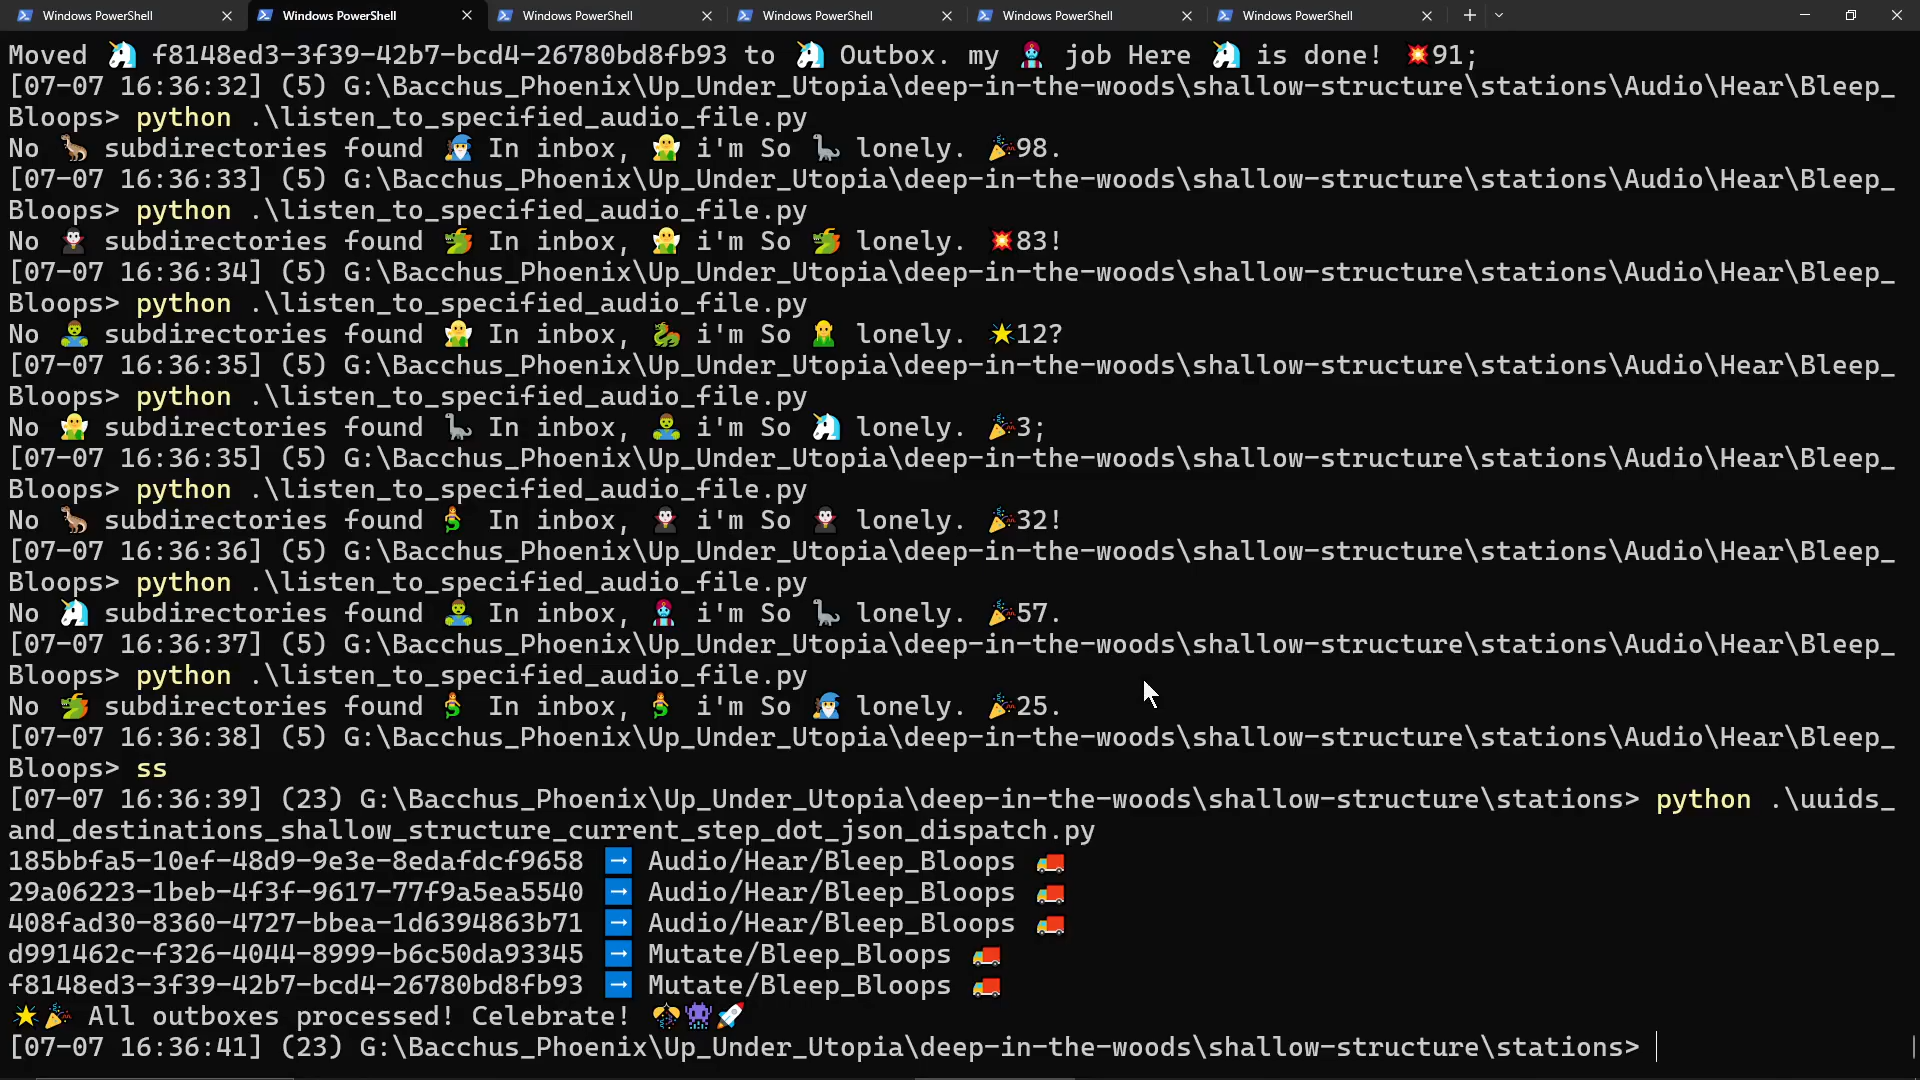 Windows PowerShell Windows PowerShell Windows PowerShell Windows PowerShell Windows PowerShell Windows PowerShell
Moved 🦄 f8148ed3-3f39-42b7-bcd4-26780bd8fb93 to 🦄 Outbox. my 🧞 job Here 🦄 is done! 💥91;
[07-07 16:36:32] (5) G:\Bacchus_Phoenix\Up_Under_Utopia\deep-in-the-woods\shallow-structure\stations\Audio\Hear\Bleep_
Bloops> python .\listen_to_specified_audio_file.py
No 🦖 subdirectories found 🧙 In inbox, 🧚 i'm So 🦕 lonely. 🎉98.
[07-07 16:36:33] (5) G:\Bacchus_Phoenix\Up_Under_Utopia\deep-in-the-woods\shallow-structure\stations\Audio\Hear\Bleep_
Bloops> python .\listen_to_specified_audio_file.py
No 🧛 subdirectories found 🐲 In inbox, 🧚 i'm So 🐲 lonely. 💥83!
[07-07 16:36:34] (5) G:\Bacchus_Phoenix\Up_Under_Utopia\deep-in-the-woods\shallow-structure\stations\Audio\Hear\Bleep_
Bloops> python .\listen_to_specified_audio_file.py
No 🧟 subdirectories found 🧚 In inbox, 🐉 i'm So 🧝 lonely. 🌟12?
[07-07 16:36:35] (5) G:\Bacchus_Phoenix\Up_Under_Utopia\deep-in-the-woods\shallow-structure\stations\Audio\Hear\Bleep_
Bloops> python .\listen_to_specified_audio_file.py
No 🧚 subdirectories found 🦕 In inbox, 🧟 i'm So 🦄 lonely. 🎉3;
[07-07 16:36:35] (5) G:\Bacchus_Phoenix\Up_Under_Utopia\deep-in-the-woods\shallow-structure\stations\Audio\Hear\Bleep_
Bloops> python .\listen_to_specified_audio_file.py
No 🦖 subdirectories found 🧜 In inbox, 🧛 i'm So 🧛 lonely. 🎉32!
[07-07 16:36:36] (5) G:\Bacchus_Phoenix\Up_Under_Utopia\deep-in-the-woods\shallow-structure\stations\Audio\Hear\Bleep_
Bloops> python .\listen_to_specified_audio_file.py
No 🦄 subdirectories found 🧟 In inbox, 🧞 i'm So 🦕 lonely. 🎉57.
[07-07 16:36:37] (5) G:\Bacchus_Phoenix\Up_Under_Utopia\deep-in-the-woods\shallow-structure\stations\Audio\Hear\Bleep_
Bloops> python .\listen_to_specified_audio_file.py
No 🐲 subdirectories found 🧜 In inbox, 🧜 i'm So 🧙 lonely. 🎉25.
[07-07 16:36:38] (5) G:\Bacchus_Phoenix\Up_Under_Utopia\deep-in-the-woods\shallow-structure\stations\Audio\Hear\Bleep_
Bloops> ss
[07-07 16:36:39] (23) G:\Bacchus_Phoenix\Up_Under_Utopia\deep-in-the-woods\shallow-structure\stations> python .\uuids_
and_destinations_shallow_structure_current_step_dot_json_dispatch.py
185bbfa5-10ef-48d9-9e3e-8edafdcf9658 ➡️ Audio/Hear/Bleep_Bloops 🚚
29a06223-1beb-4f3f-9617-77f9a5ea5540 ➡️ Audio/Hear/Bleep_Bloops 🚚
408fad30-8360-4727-bbea-1d6394863b71 ➡️ Audio/Hear/Bleep_Bloops 🚚
d991462c-f326-4044-8999-b6c50da93345 ➡️ Mutate/Bleep_Bloops 🚚
f8148ed3-3f39-42b7-bcd4-26780bd8fb93 ➡️ Mutate/Bleep_Bloops 🚚
🌟🎉 All outboxes processed! Celebrate! 🎊👾🚀
[07-07 16:36:41] (23) G:\Bacchus_Phoenix\Up_Under_Utopia\deep-in-the-woods\shallow-structure\stations>